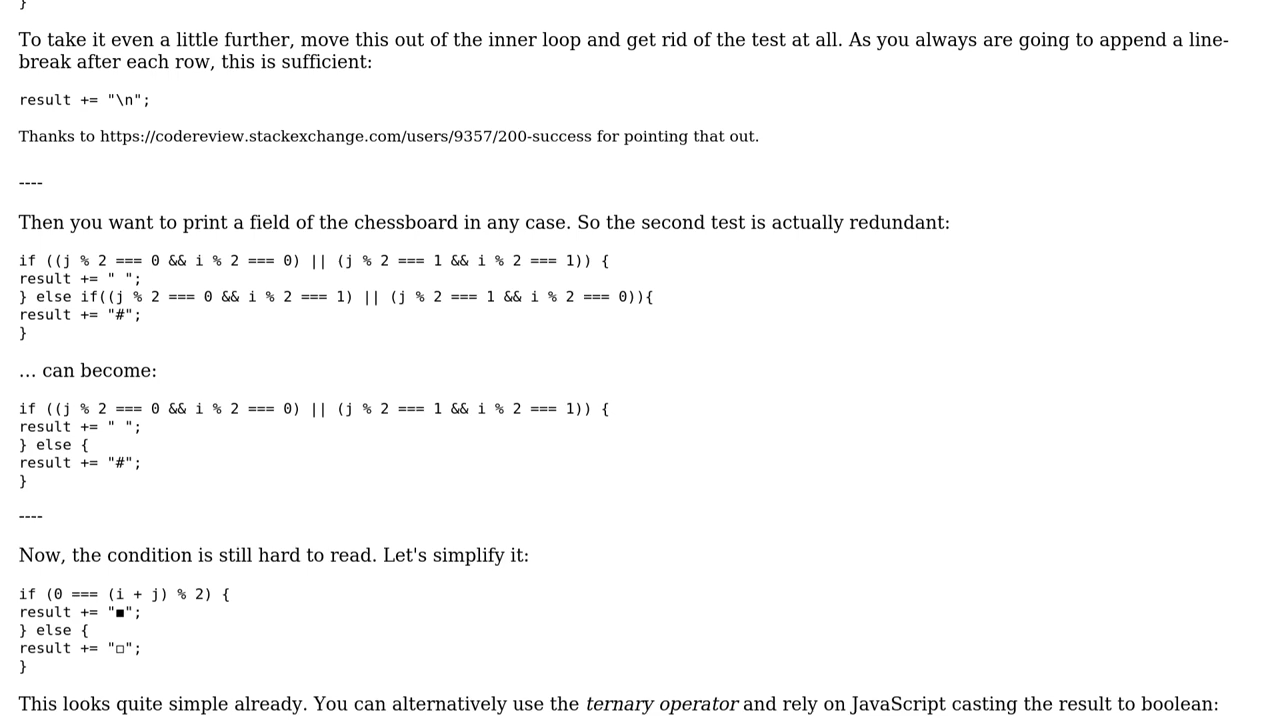 }
To take it even a little further, move this out of the inner loop and get rid of the test at all. As you always are going to append a line-
break after each row, this is sufficient:
result += "\n";
Thanks to https://codereview.stackexchange.com/users/9357/200-success for pointing that out.
----
Then you want to print a field of the chessboard in any case. So the second test is actually redundant:
if ((j % 2 === 0 && i % 2 === 0) || (j % 2 === 1 && i % 2 === 1)) {
result += " ";
} else if((j % 2 === 0 && i % 2 === 1) || (j % 2 === 1 && i % 2 === 0)){
result += "#";
}
… can become:
if ((j % 2 === 0 && i % 2 === 0) || (j % 2 === 1 && i % 2 === 1)) {
result += " ";
} else {
result += "#";
}
----
Now, the condition is still hard to read. Let's simplify it:
if (0 === (i + j) % 2) {
result += "■";
} else {
result += "□";
}
This looks quite simple already. You can alternatively use the ternary operator and rely on JavaScript casting the result to boolean: